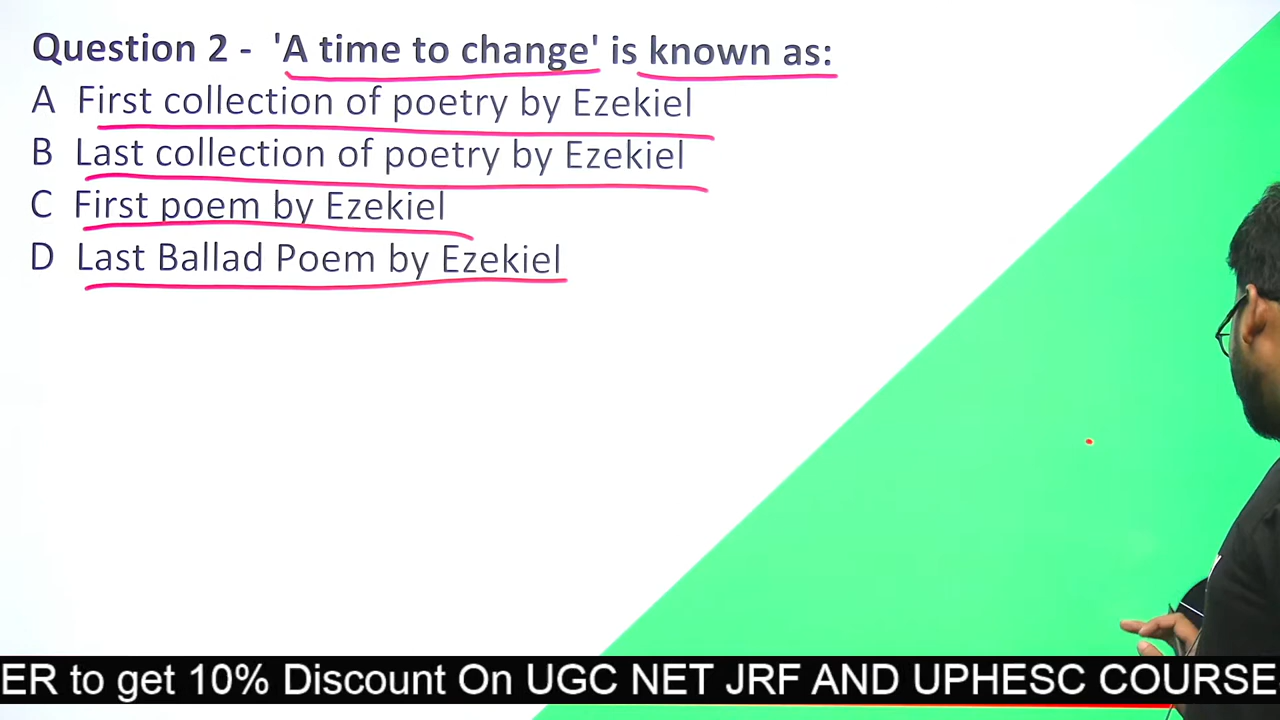 Question 2 - 'A time to change' is known as:
A First collection of poetry by Ezekiel
B Last collection of poetry by Ezekiel
C First poem by Ezekiel
D Last Ballad Poem by Ezekiel
ER to get 10% Discount On UGC NET JRF AND UPHESC COURSE